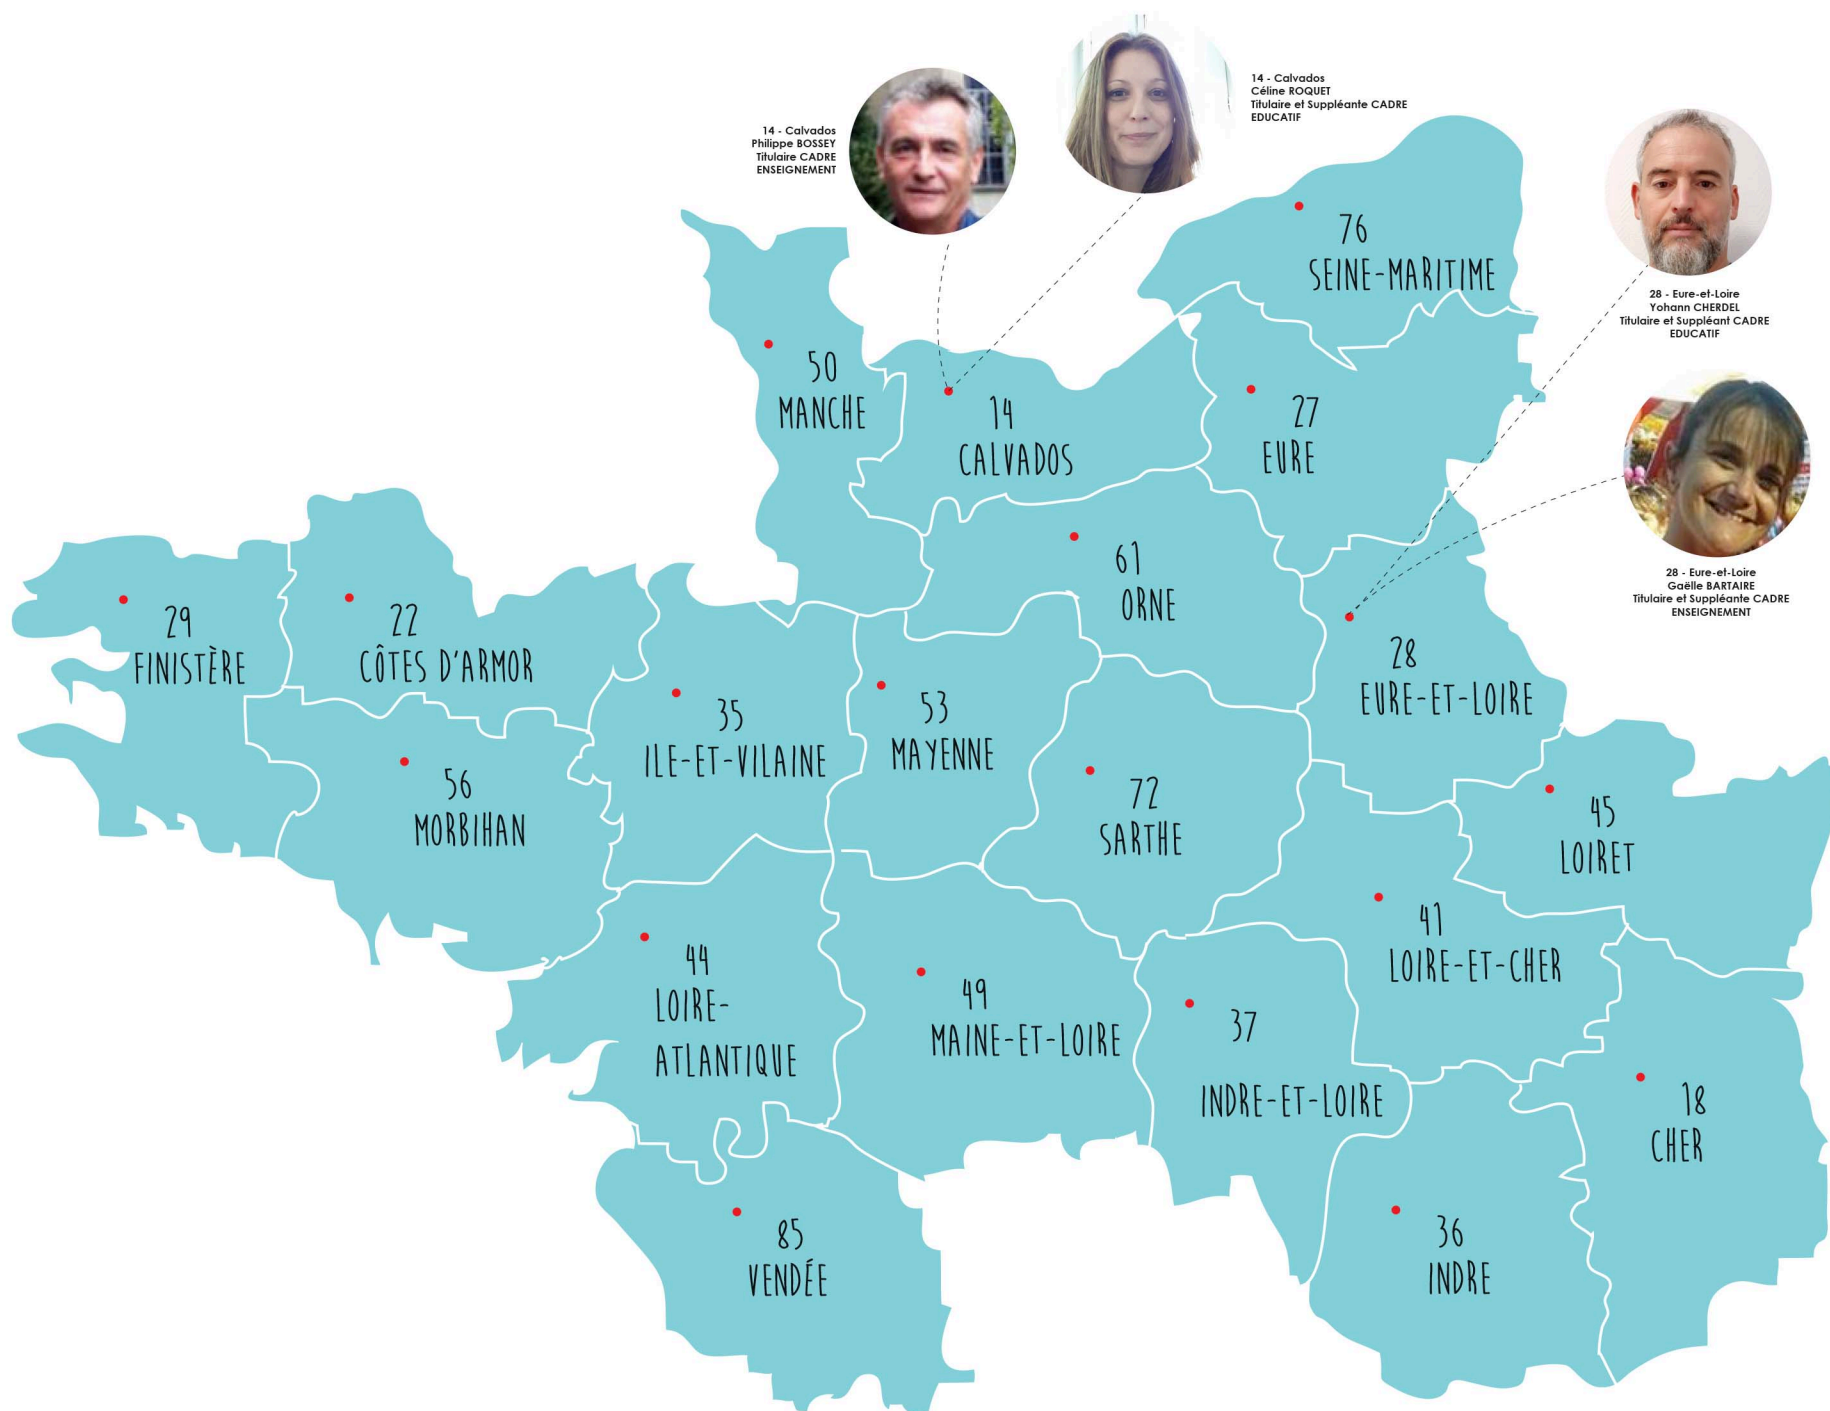 14 - Calvados
Philippe BOSSEY
Titulaire CADRE
ENSEIGNEMENT
14 - Calvados
Céline ROQUET
Titulaire et Suppléante CADRE
EDUCATIF
28 - Eure-et-Loire
Yohann CHERDEL
Titulaire et Suppléant CADRE
EDUCATIF
28 - Eure-et-Loire
Gaëlle BARTAIRE
Titulaire et Suppléante CADRE
ENSEIGNEMENT
76
SEINE-MARITIME
50
MANCHE
14
CALVADOS
27
EURE
61
ORNE
29
FINISTÈRE
22
CÔTES D'ARMOR
28
EURE-ET-LOIRE
35
ILE-ET-VILAINE
53
MAYENNE
56
MORBIHAN
72
SARTHE
45
LOIRET
41
LOIRE-ET-CHER
44
LOIRE-
ATLANTIQUE
49
MAINE-ET-LOIRE
37
INDRE-ET-LOIRE
18
CHER
85
VENDÉE
36
INDRE